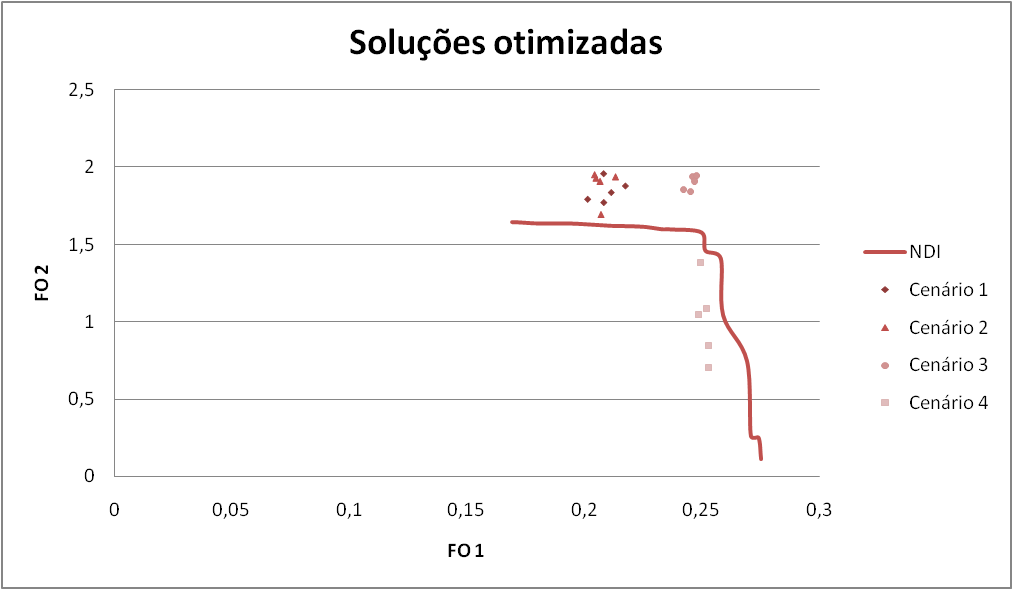 Soluções otimizadas
2,5
2
1,5
1
0,5
0
FO 2
0
0,05
0,1
0,15
0,2
0,25
0,3
FO 1
NDI
Cenário 1
Cenário 2
Cenário 3
Cenário 4